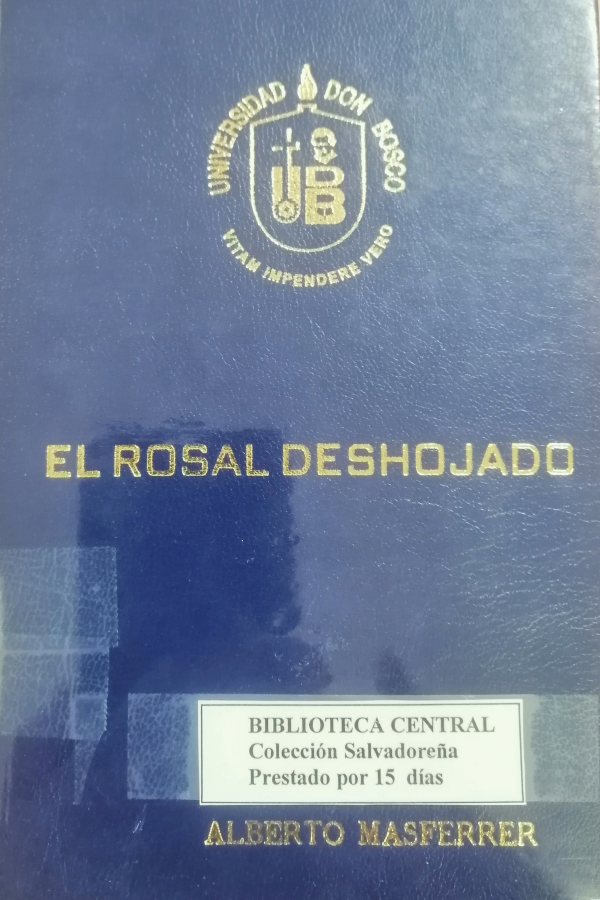 UNIVERSIDAD DON BOSCO
UDB
VITAM IMPENDERE VERO
EL ROSAL DESHOJADO
BIBLIOTECA CENTRAL
Colección Salvadoreña
Prestado por 15 días
ALBERTO MASFERRER